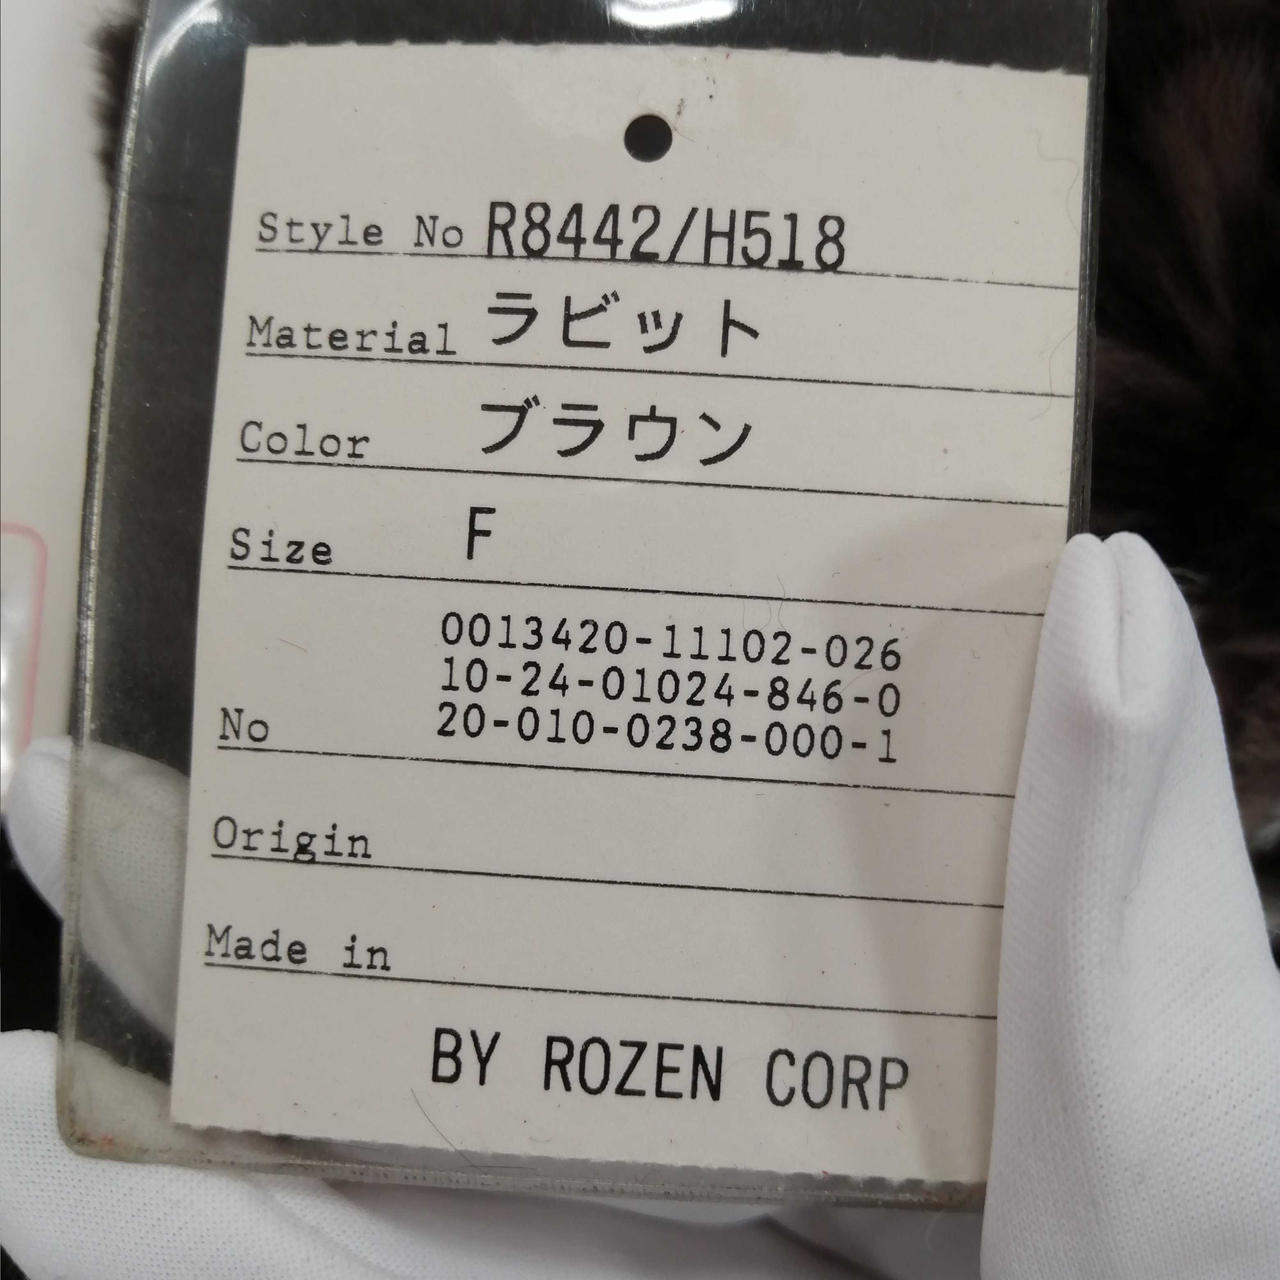 Style No R8442/H518
Material ラビット
Color ブラウン
Size F
0013420-11102-026
10-24-01024-846-0
No 20-010-0238-000-1
Origin
Made in
BY ROZEN CORP